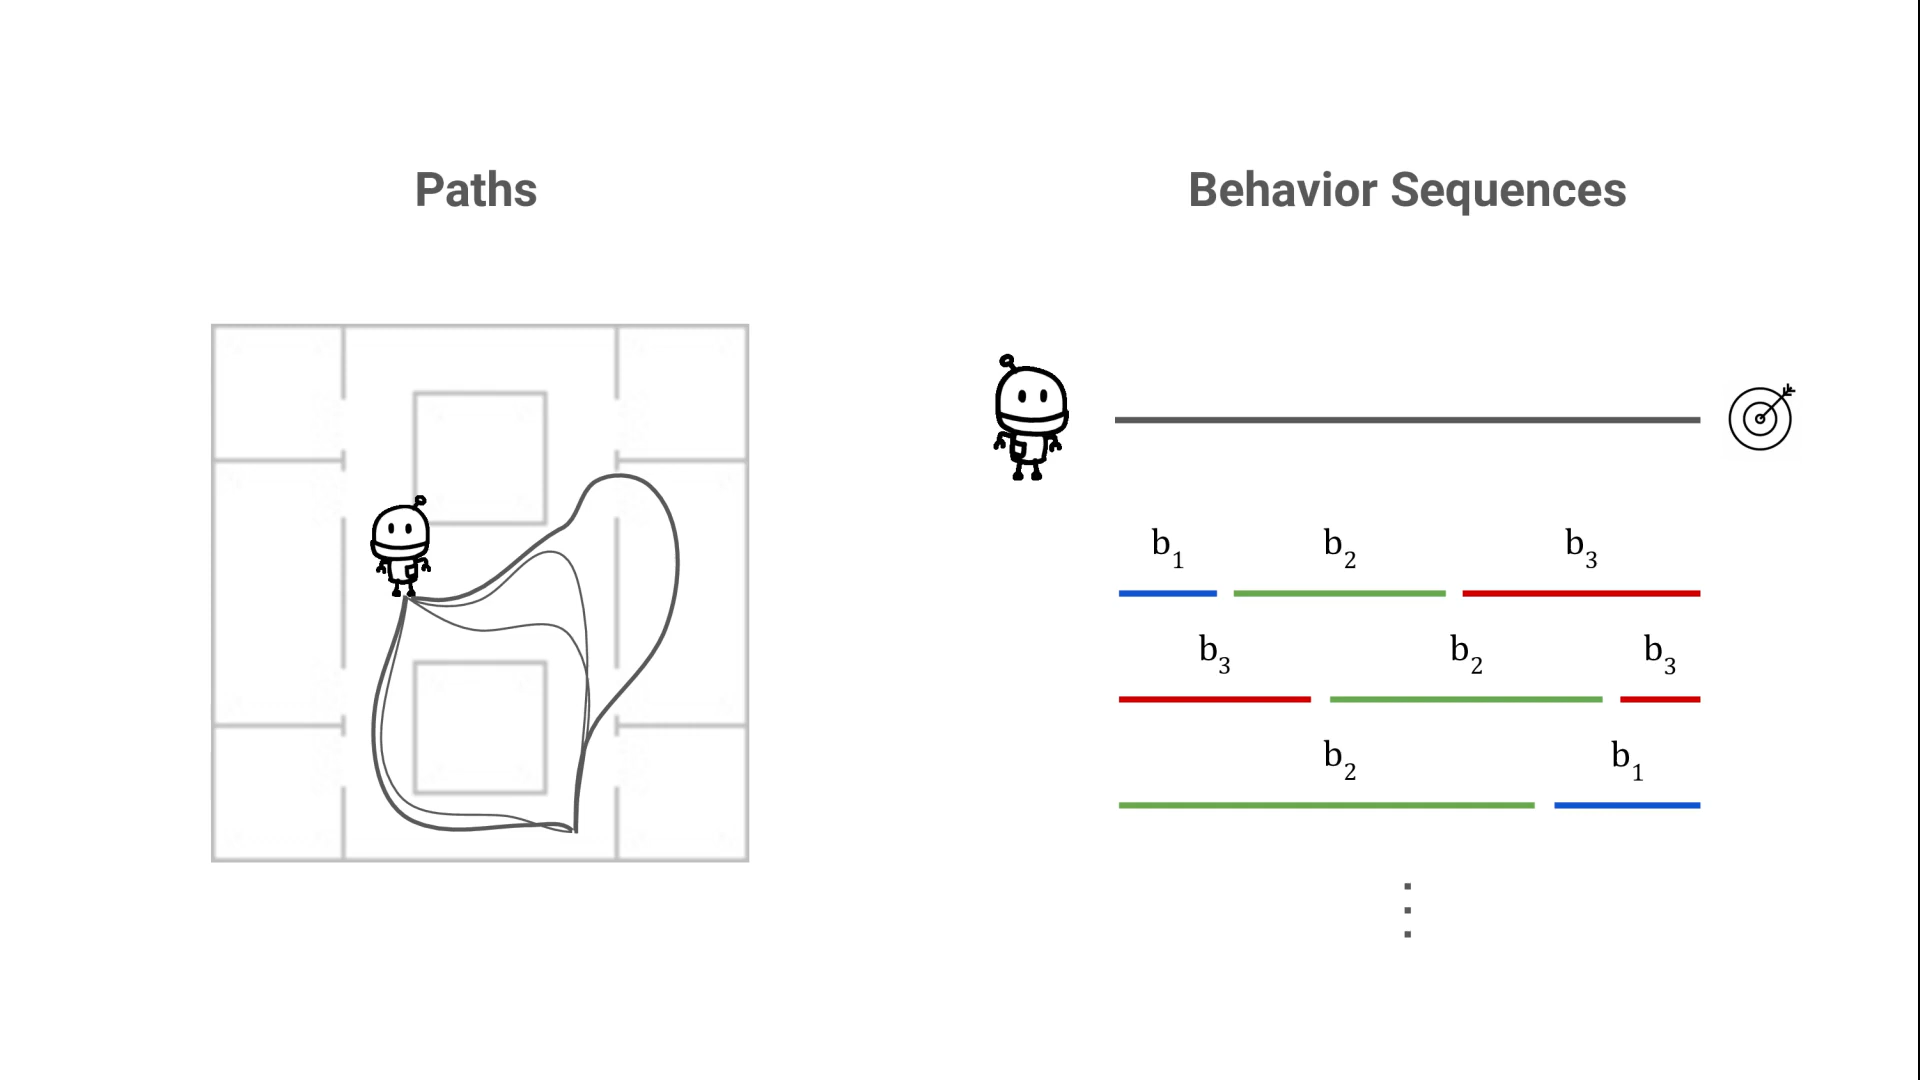 Paths
Behavior Sequences
b₁ b₂ b₃
b₃ b₂ b₃
b₂ b₁